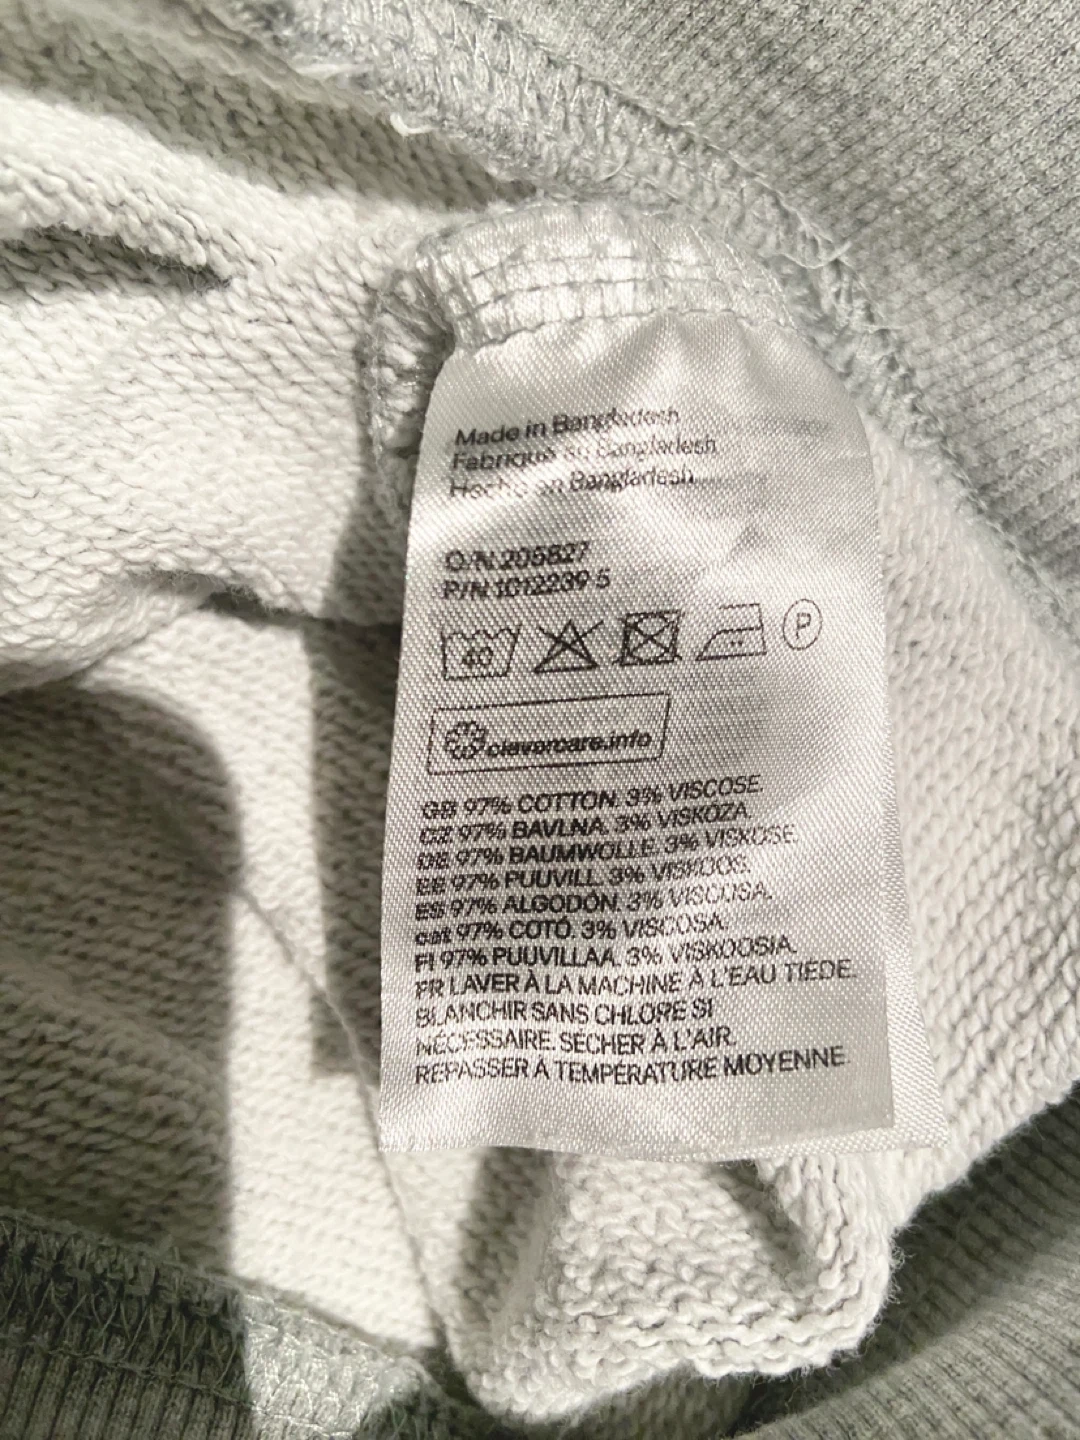 Made in Bangladesh
Fabriqué en Bangladesh
Hecho en Bangladesh
O/N 205827
P/N 1012239 5
40
P
clevercare.info
GB 97% COTTON. 3% VISCOSE.
CZ 97% BAVLNA. 3% VISKÓZA.
DE 97% BAUMWOLLE. 3% VISKOSE.
EE 97% PUUVILL. 3% VISKOOS.
ES 97% ALGODÓN. 3% VISCOSA.
cat 97% COTÓ. 3% VISCOSA.
FI 97% PUUVILLAA. 3% VISKOOSIA.
FR LAVER À LA MACHINE À L'EAU TIÈDE.
BLANCHIR SANS CHLORE SI
NÉCESSAIRE. SÉCHER À L'AIR.
REPASSER À TEMPÉRATURE MOYENNE